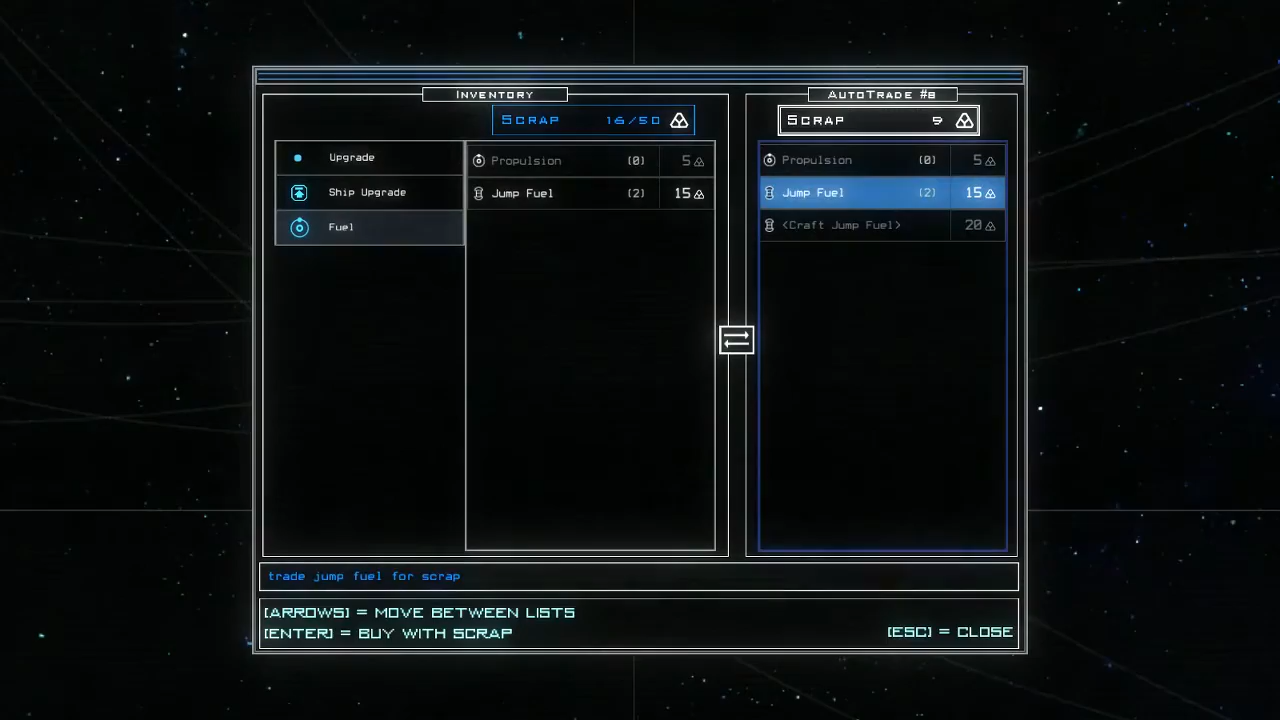 Inventory
Scrap 16/50
Upgrade
Ship Upgrade
Fuel
Propulsion (0) 5
Jump Fuel (2) 15
AutoTrade #8
Scrap 9
Propulsion (0) 5
Jump Fuel (2) 15
<Craft Jump Fuel> 20
trade jump fuel for scrap
[ARROWS] = MOVE BETWEEN LISTS
[ENTER] = BUY WITH SCRAP
[ESC] = CLOSE